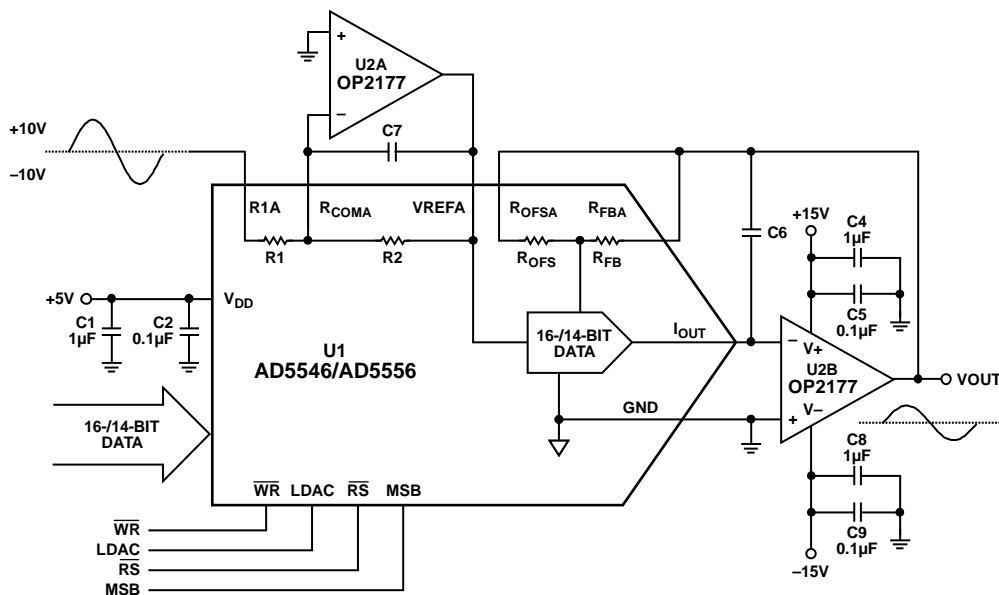 U2A
OP2177
+
−
C7
+10V
−10V
R1A
RCOMA
VREFA
ROFSA
RFBA
R1
R2
ROFS
RFB
C6
+15V
C4
1µF
C5
0.1µF
+5V
C1
1µF
C2
0.1µF
VDD
U1
AD5546/AD5556
16-/14-BIT
DATA
IOUT
GND
−
V+
U2B
OP2177
+
V−
VOUT
16-/14-BIT
DATA
C8
1µF
C9
0.1µF
−15V
WR LDAC RS MSB
WR
LDAC
RS
MSB